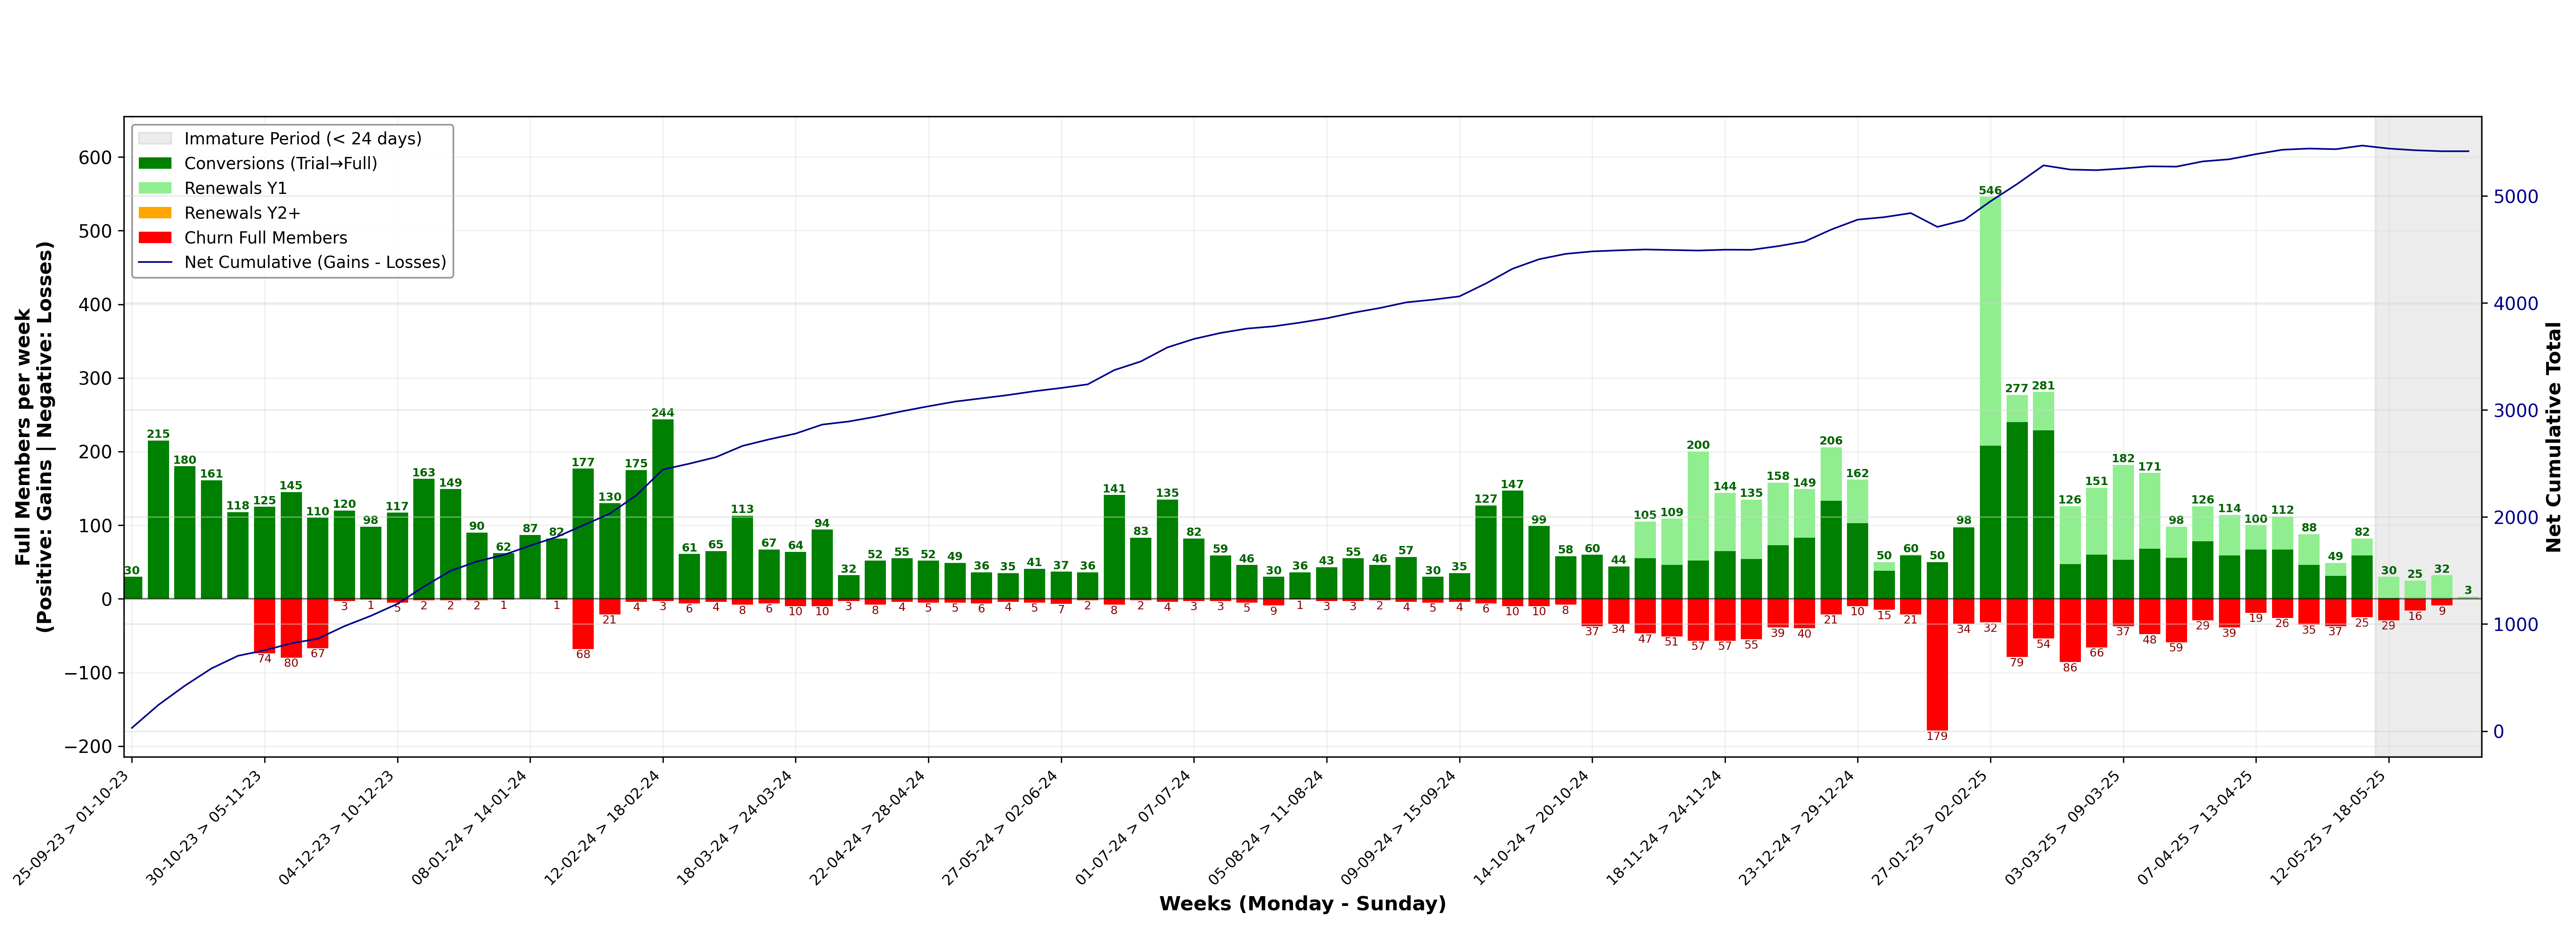 Immature Period (< 24 days)
Conversions (Trial→Full)
Renewals Y1
Renewals Y2+
Churn Full Members
Net Cumulative (Gains - Losses)
Full Members per week
(Positive: Gains | Negative: Losses)
600
500
400
300
200
100
0
−100
−200
5000
4000
3000
2000
1000
0
Net Cumulative Total
30 215 180 161 118 125 145 110 120 98 117 163 149 90 62 87 82 177 130 175 244 61 65 113 67 64 94 32 52 55 52 49 36 35 41 37 36 141 83 135 82 59 46 30 36 43 55 46 57 30 35 127 147 99 58 60 44 105 109 200 144 135 158 149 206 162 50 60 50 98 546 277 281 126 151 182 171 98 126 114 100 112 88 49 82 30 25 32 3
74 80 67 3 1 5 2 2 2 1 1 68 21 4 3 6 4 8 6 10 10 3 8 4 5 5 6 4 5 7 2 8 2 4 3 3 5 9 1 3 3 2 4 5 4 6 10 10 8 37 34 47 51 57 57 55 39 40 21 10 15 21 179 34 32 79 54 86 66 37 48 59 29 39 19 26 35 37 25 29 16 9
25-09-23 > 01-10-23
30-10-23 > 05-11-23
04-12-23 > 10-12-23
08-01-24 > 14-01-24
12-02-24 > 18-02-24
18-03-24 > 24-03-24
22-04-24 > 28-04-24
27-05-24 > 02-06-24
01-07-24 > 07-07-24
05-08-24 > 11-08-24
09-09-24 > 15-09-24
14-10-24 > 20-10-24
18-11-24 > 24-11-24
23-12-24 > 29-12-24
27-01-25 > 02-02-25
03-03-25 > 09-03-25
07-04-25 > 13-04-25
12-05-25 > 18-05-25
Weeks (Monday - Sunday)